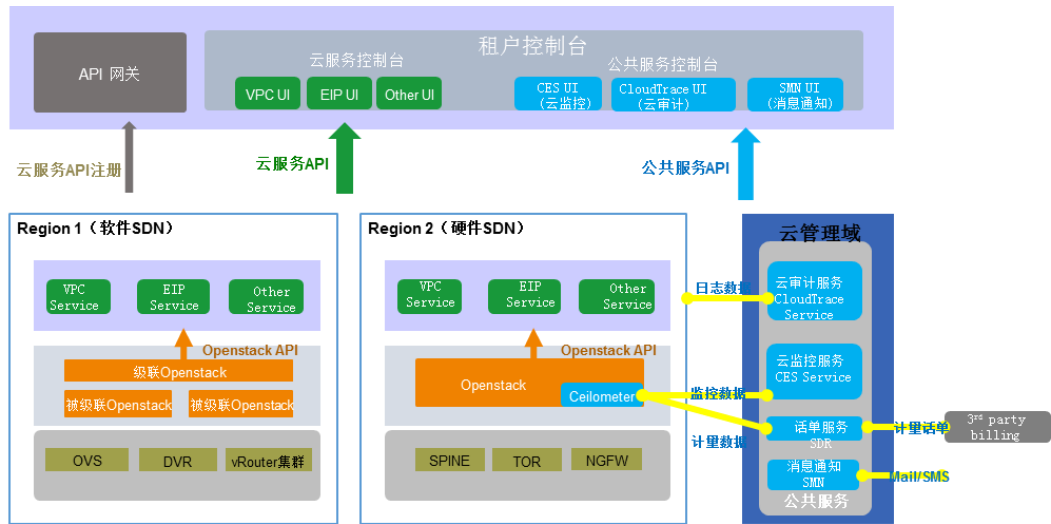 租户控制台
API 网关
云服务控制台
公共服务控制台
VPC UI
EIP UI
Other UI
CES UI
(云监控)
CloudTrace UI
(云审计)
SMN UI
(消息通知)
云服务API注册
云服务API
公共服务API
Region 1（软件SDN）
VPC
Service
EIP
Service
Other
Service
Openstack API
级联Openstack
被级联Openstack
被级联Openstack
OVS
DVR
vRouter集群
Region 2（硬件SDN）
VPC
Service
EIP
Service
Other
Service
Openstack API
Openstack
Ceilometer
SPINE
TOR
NGFW
日志数据
监控数据
计量数据
云管理域
云审计服务
CloudTrace
Service
云监控服务
CES Service
话单服务
SDR
消息通知
SMN
公共服务
计量话单
3rd party
billing
Mail/SMS